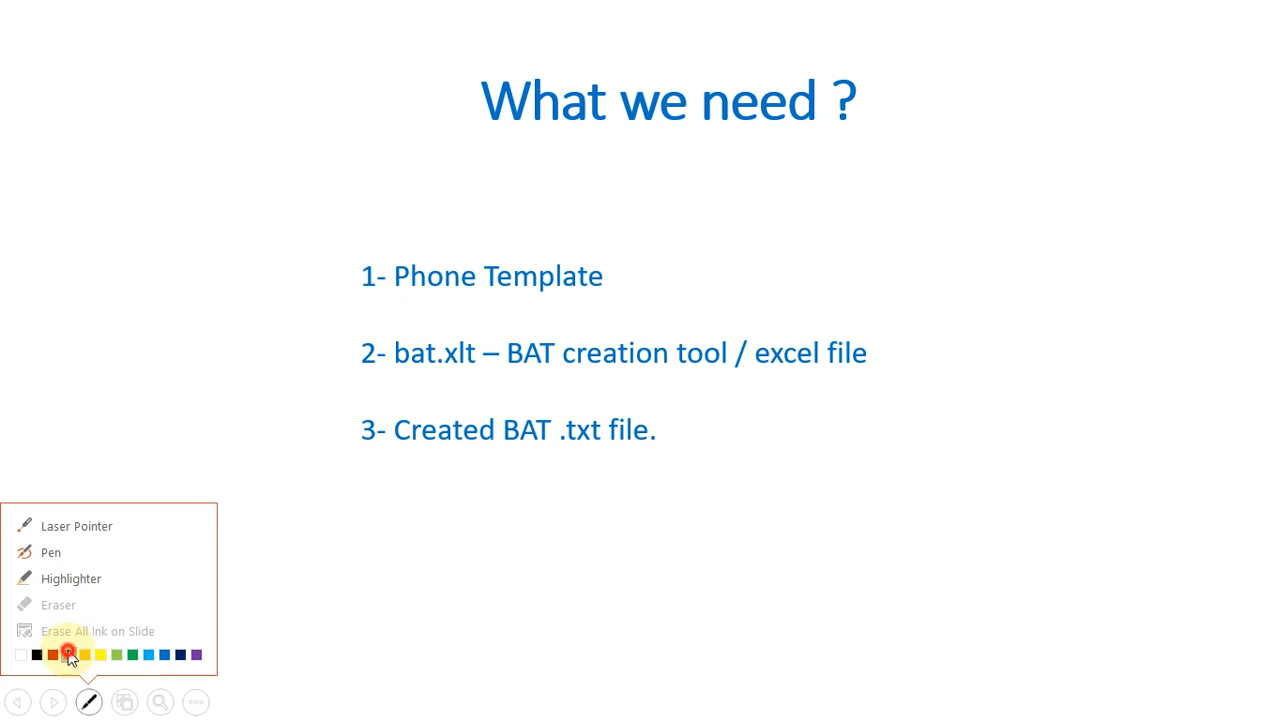 What we need ?
1- Phone Template
2- bat.xlt – BAT creation tool / excel file
3- Created BAT .txt file.
Laser Pointer
Pen
Highlighter
Eraser
Erase All Ink on Slide